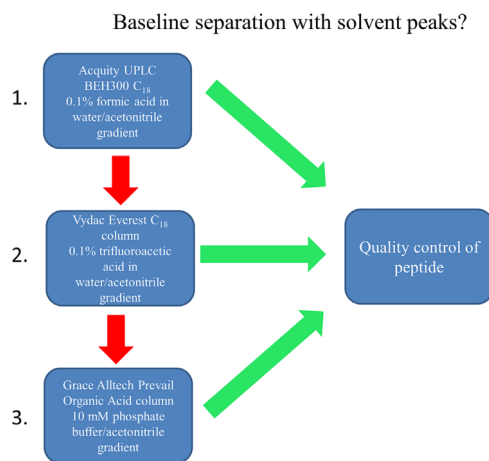 Baseline separation with solvent peaks?
1.
Acquity UPLC
BEH300 C18
0.1% formic acid in
water/acetonitrile
gradient
2.
Vydac Everest C18
column
0.1% trifluoroacetic
acid in
water/acetonitrile
gradient
Quality control of
peptide
3.
Grace Alltech Prevail
Organic Acid column
10 mM phosphate
buffer/acetonitrile
gradient